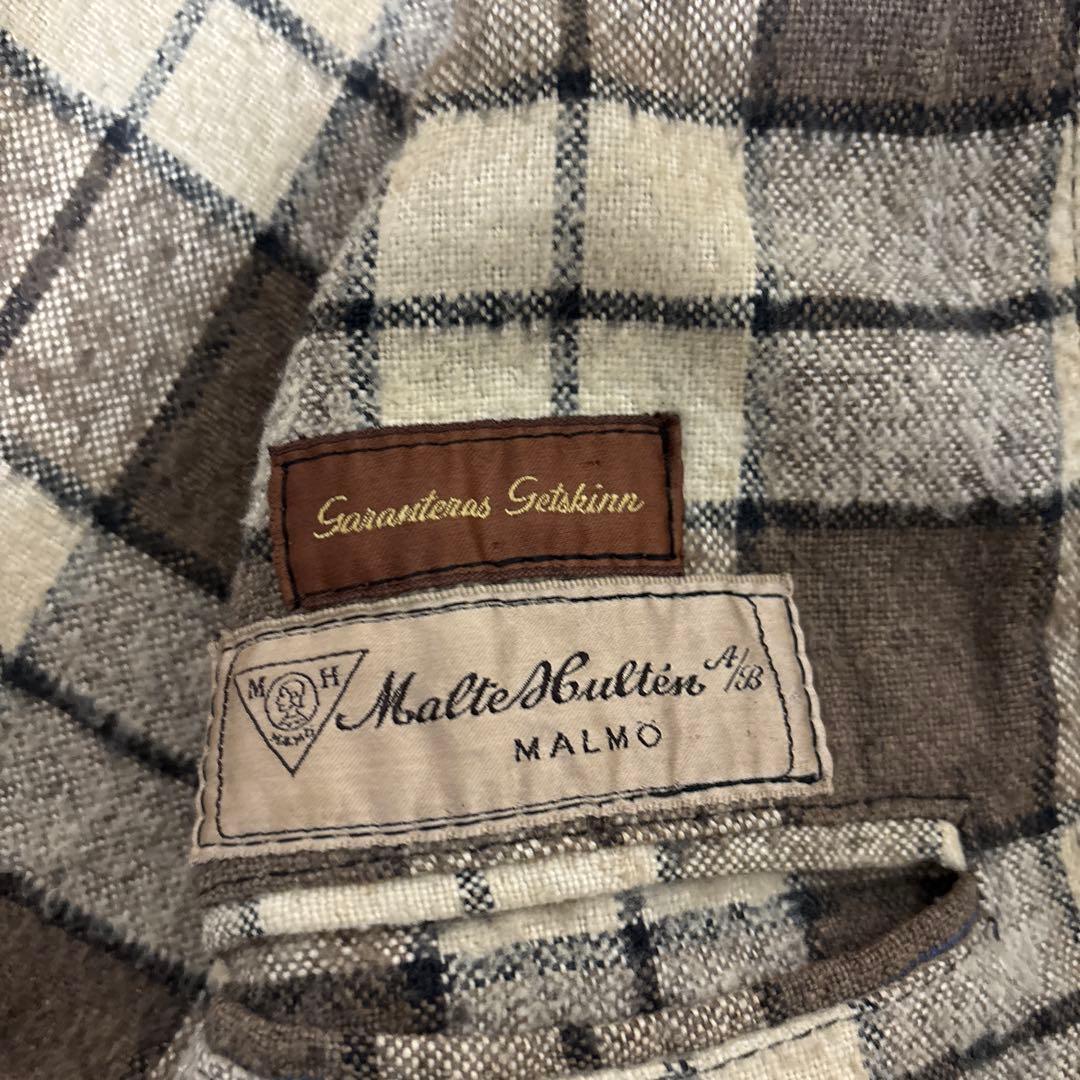 Garanteras Getskinn
M H
Malte Hultén A/B
MALMÖ